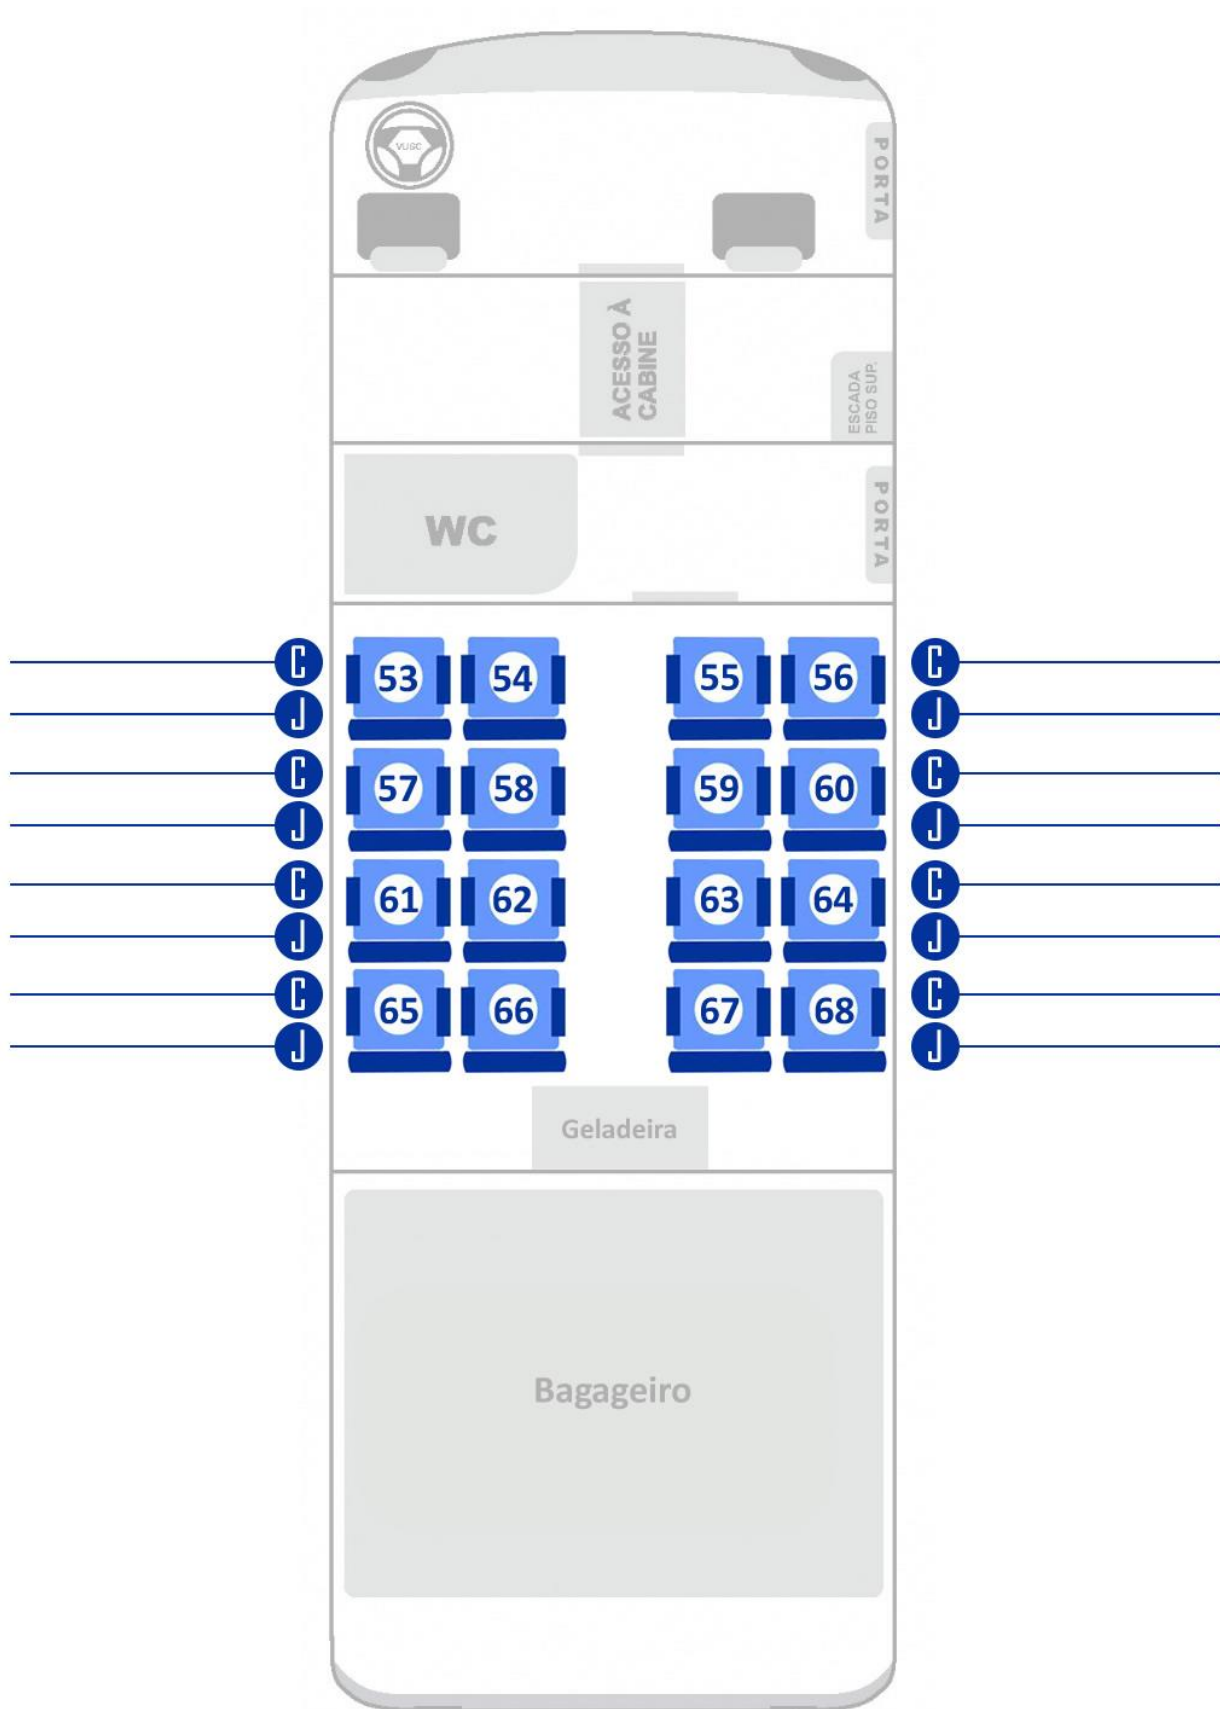 VUGC
PORTA
ACESSO À
CABINE
ESCADA
PISO SUP.
WC
PORTA
C 53 54 55 56 C
J J
C 57 58 59 60 C
J J
C 61 62 63 64 C
J J
C 65 66 67 68 C
J J
Geladeira
Bagageiro